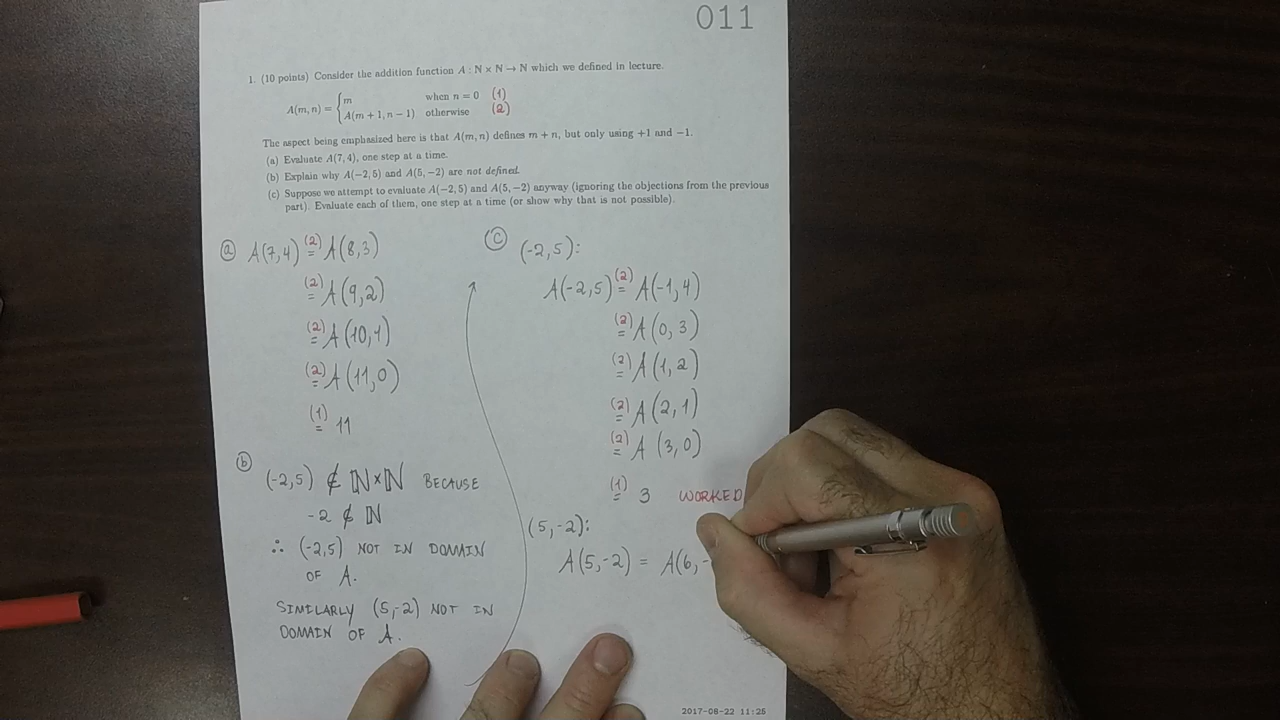 011
1. (10 points) Consider the addition function A : ℕ × ℕ → ℕ which we defined in lecture.
A(m, n) = { m when n = 0 (1)
A(m + 1, n − 1) otherwise (2)
The aspect being emphasized here is that A(m, n) defines m + n, but only using +1 and −1.
(a) Evaluate A(7, 4), one step at a time.
(b) Explain why A(−2, 5) and A(5, −2) are not defined.
(c) Suppose we attempt to evaluate A(−2, 5) and A(5, −2) anyway (ignoring the objections from the previous
part). Evaluate each of them, one step at a time (or show why that is not possible).
(a) A(7,4) (2)= A(8,3)
(2)= A(9,2)
(2)= A(10,1)
(2)= A(11,0)
(1)= 11
(b) (-2,5) ∉ ℕ×ℕ BECAUSE
-2 ∉ ℕ
∴ (-2,5) NOT IN DOMAIN
OF A.
SIMILARLY (5,-2) NOT IN
DOMAIN OF A.
(c) (-2,5):
A(-2,5) (2)= A(-1,4)
(2)= A(0,3)
(2)= A(1,2)
(2)= A(2,1)
(2)= A(3,0)
(1)= 3 WORKED
(5,-2):
A(5,-2) = A(6,-
2017-08-22 11:25